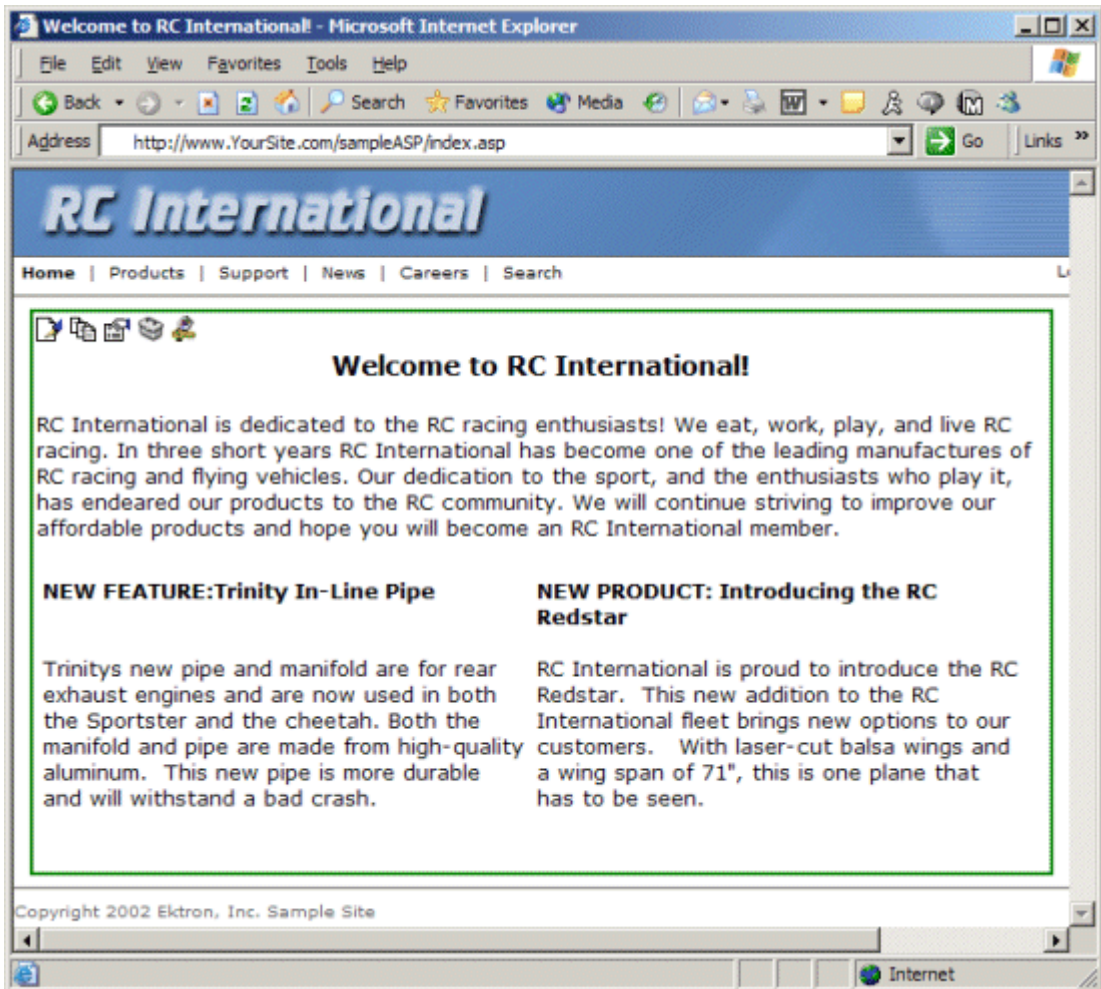 Welcome to RC International! - Microsoft Internet Explorer
File Edit View Favorites Tools Help
Back Search Favorites Media
Address http://www.YourSite.com/sampleASP/index.asp Go Links »
RC International
Home | Products | Support | News | Careers | Search
Welcome to RC International!
RC International is dedicated to the RC racing enthusiasts! We eat, work, play, and live RC
racing. In three short years RC International has become one of the leading manufactures of
RC racing and flying vehicles. Our dedication to the sport, and the enthusiasts who play it,
has endeared our products to the RC community. We will continue striving to improve our
affordable products and hope you will become an RC International member.
NEW FEATURE:Trinity In-Line Pipe
Trinitys new pipe and manifold are for rear
exhaust engines and are now used in both
the Sportster and the cheetah. Both the
manifold and pipe are made from high-quality
aluminum. This new pipe is more durable
and will withstand a bad crash.
NEW PRODUCT: Introducing the RC
Redstar
RC International is proud to introduce the RC
Redstar. This new addition to the RC
International fleet brings new options to our
customers. With laser-cut balsa wings and
a wing span of 71", this is one plane that
has to be seen.
Copyright 2002 Ektron, Inc. Sample Site
Internet